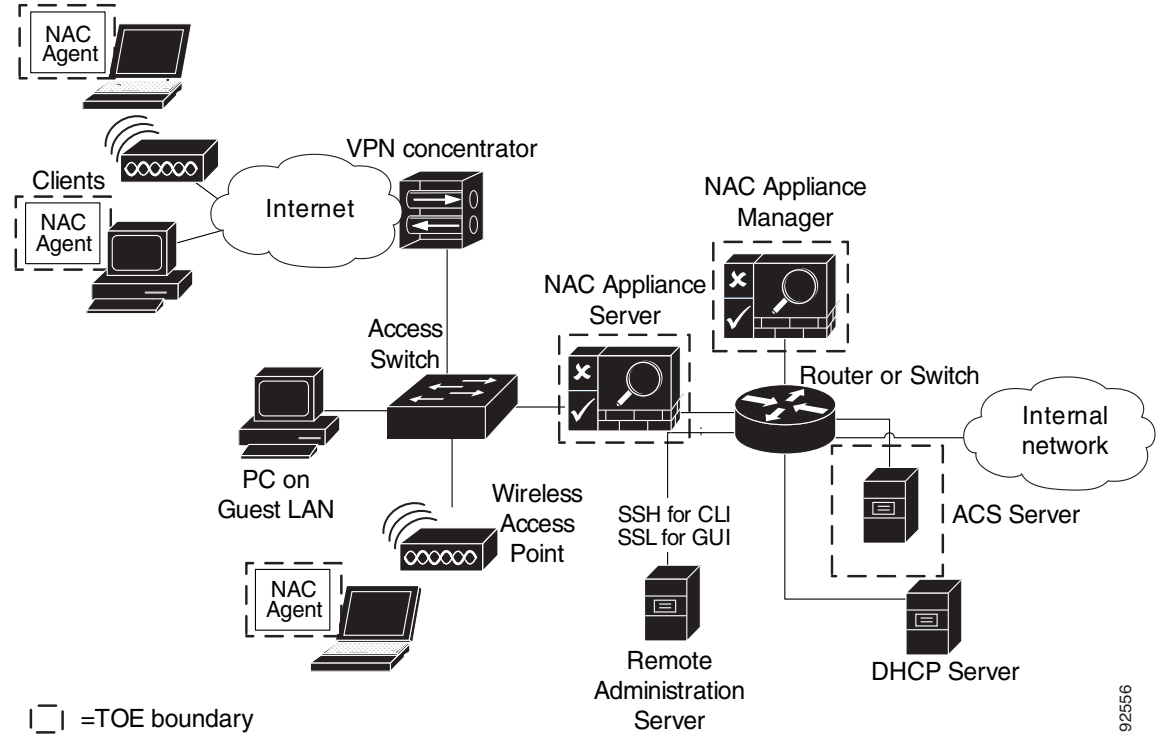 NAC
Agent
VPN concentrator
Clients
NAC
Agent
Internet
NAC Appliance
Manager
NAC Appliance
Server
Access
Switch
Router or Switch
Internal
network
PC on
Guest LAN
Wireless
Access
Point
SSH for CLI
SSL for GUI
ACS Server
NAC
Agent
Remote
Administration
Server
DHCP Server
=TOE boundary
92556